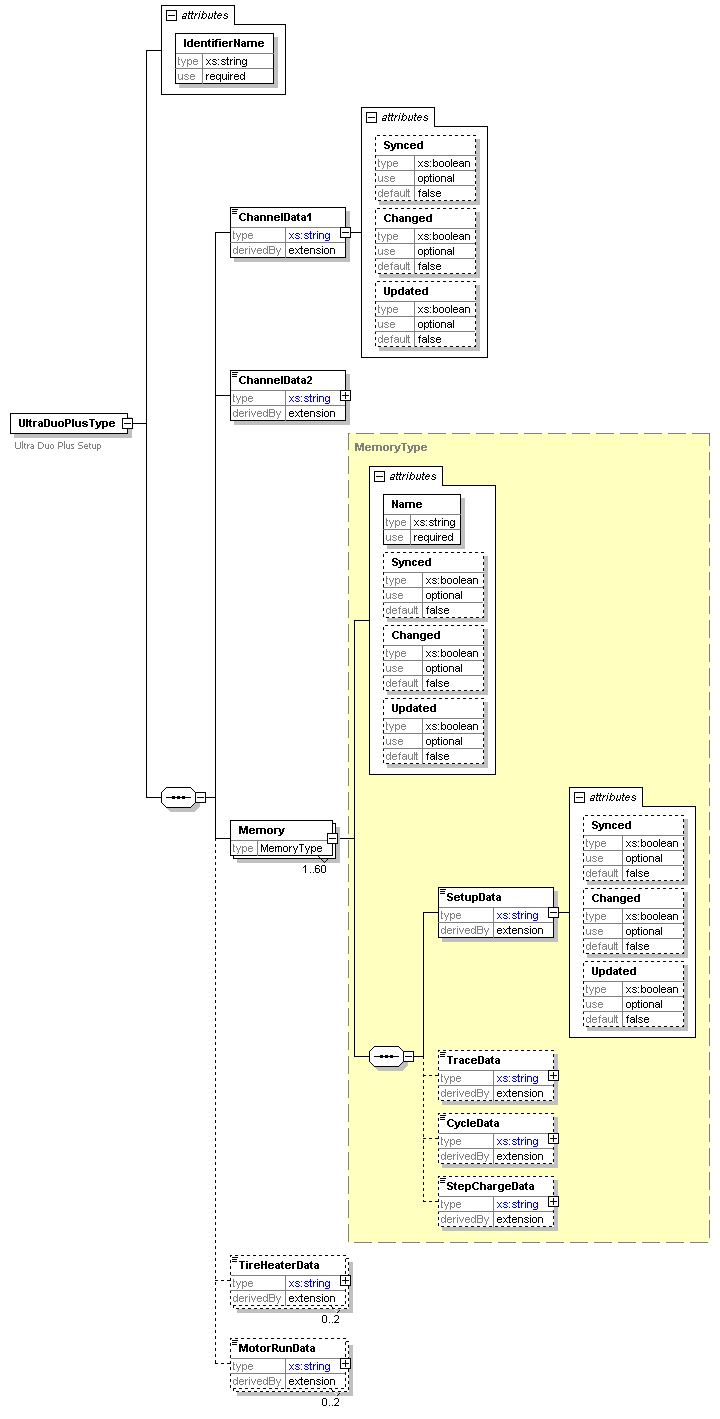 attributes
IdentifierName
type xs:string
use required
attributes
Synced
type xs:boolean
use optional
default false
Changed
type xs:boolean
use optional
default false
Updated
type xs:boolean
use optional
default false
ChannelData1
type xs:string
derivedBy extension
ChannelData2
type xs:string
derivedBy extension
UltraDuoPlusType
Ultra Duo Plus Setup
MemoryType
attributes
Name
type xs:string
use required
Synced
type xs:boolean
use optional
default false
Changed
type xs:boolean
use optional
default false
Updated
type xs:boolean
use optional
default false
Memory
type MemoryType
1..60
attributes
Synced
type xs:boolean
use optional
default false
Changed
type xs:boolean
use optional
default false
Updated
type xs:boolean
use optional
default false
SetupData
type xs:string
derivedBy extension
TraceData
type xs:string
derivedBy extension
CycleData
type xs:string
derivedBy extension
StepChargeData
type xs:string
derivedBy extension
TireHeaterData
type xs:string
derivedBy extension
0..2
MotorRunData
type xs:string
derivedBy extension
0..2